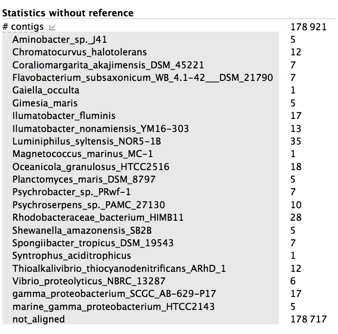 Statistics without reference
# contigs 178 921
Aminobacter_sp._J41 5
Chromatocurvus_halotolerans 12
Coraliomargarita_akajimensis_DSM_45221 7
Flavobacterium_subsaxonicum_WB_4.1-42___DSM_21790 7
Gaiella_occulta 1
Gimesia_maris 5
Ilumatobacter_fluminis 17
Ilumatobacter_nonamiensis_YM16-303 13
Luminiphilus_syltensis_NOR5-1B 35
Magnetococcus_marinus_MC-1 1
Oceanicola_granulosus_HTCC2516 18
Planctomyces_maris_DSM_8797 5
Psychrobacter_sp._PRwf-1 7
Psychroserpens_sp._PAMC_27130 10
Rhodobacteraceae_bacterium_HIMB11 28
Shewanella_amazonensis_SB2B 5
Spongiibacter_tropicus_DSM_19543 7
Syntrophus_aciditrophicus 1
Thioalkalivibrio_thiocyanodenitrificans_ARhD_1 12
Vibrio_proteolyticus_NBRC_13287 6
gamma_proteobacterium_SCGC_AB-629-P17 17
marine_gamma_proteobacterium_HTCC2143 5
not_aligned 178 717